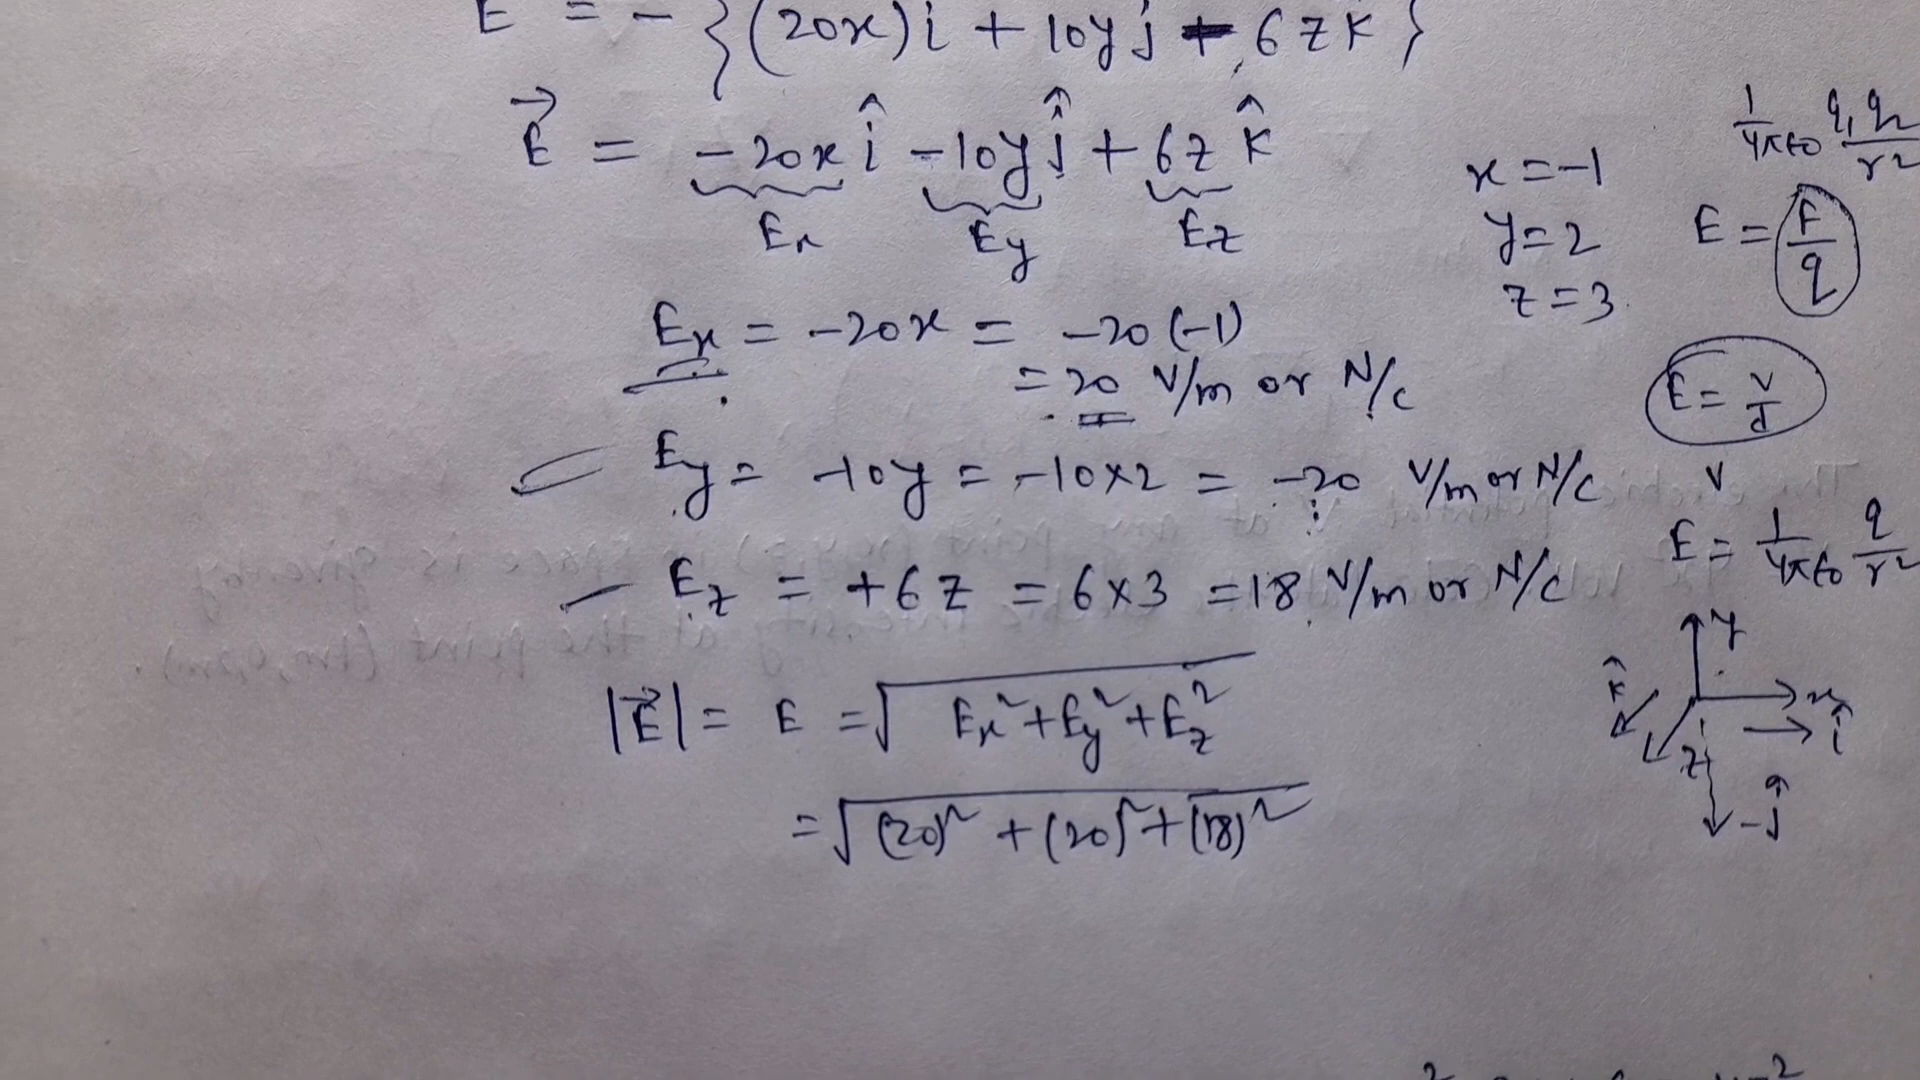 E = - {(20x)i + 10yj - 6zk}
E⃗ = -20x î -10y ĵ + 6z k̂
Ex Ey Ez
Ex = -20x = -20(-1)
= 20 V/m or N/c
Ey = -10y = -10×2 = -20 V/m or N/c
Ez = +6z = 6×3 = 18 V/m or N/c
|E⃗| = E = √(Ex²+Ey²+Ez²)
= √((20)² + (20)² + (18)²)
x = -1
y = 2
z = 3
1/4πε0 q1q2/r²
E = F/q
E = V/d
V
E = 1/4πε0 q/r²
y
k̂
x
î
z
-ĵ